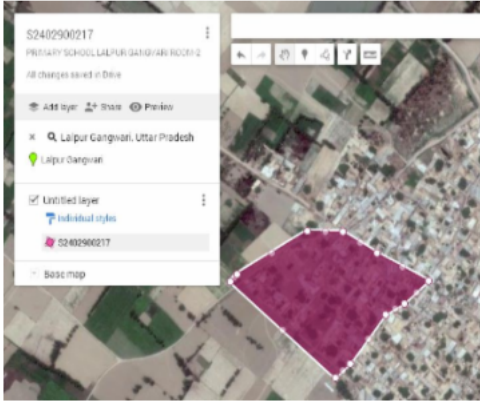 S2402900217
PRIMARY SCHOOL LALPUR GANGWARI ROOM-2
All changes saved in Drive
Add layer Share Preview
Lalpur Gangwari, Uttar Pradesh
Lalpur Gangwari
Untitled layer
Individual styles
S2402900217
Base map